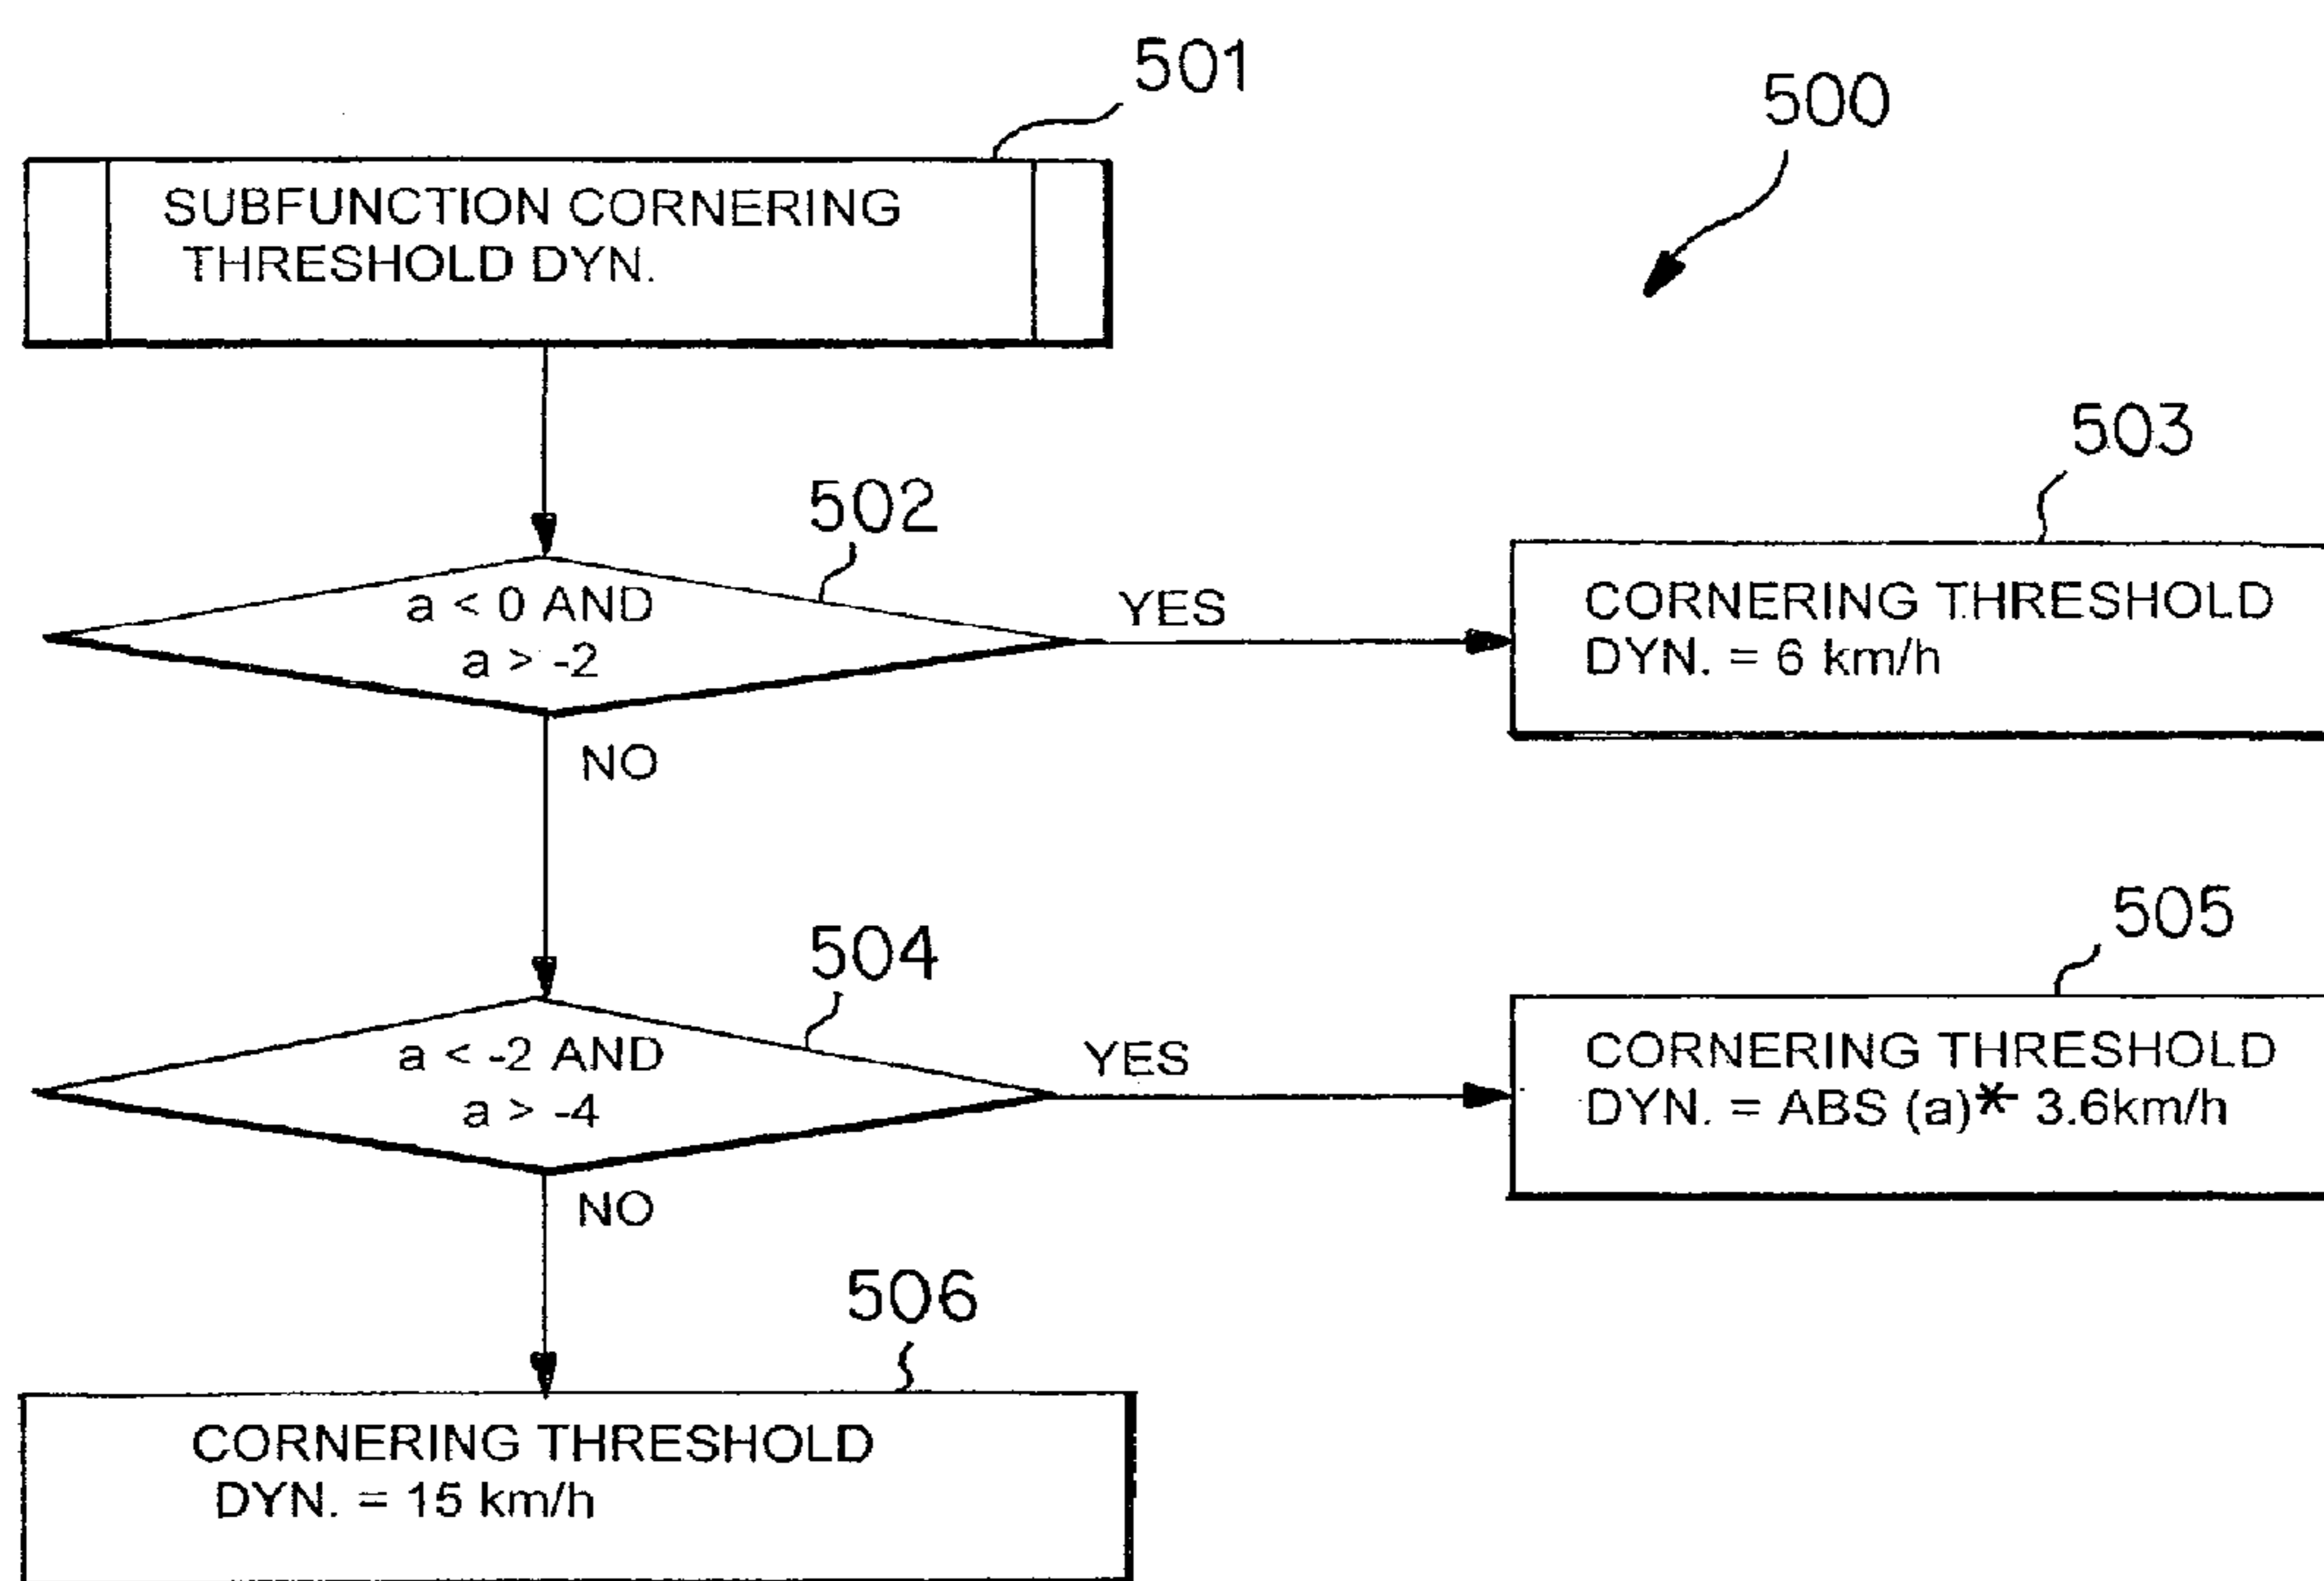 501
500
SUBFUNCTION CORNERING
THRESHOLD DYN.
502
503
a < 0 AND
a > -2
YES
CORNERING THRESHOLD
DYN. = 6 km/h
NO
504
505
a < -2 AND
a > -4
YES
CORNERING THRESHOLD
DYN. = ABS (a)* 3.6km/h
NO
506
CORNERING THRESHOLD
DYN. = 15 km/h